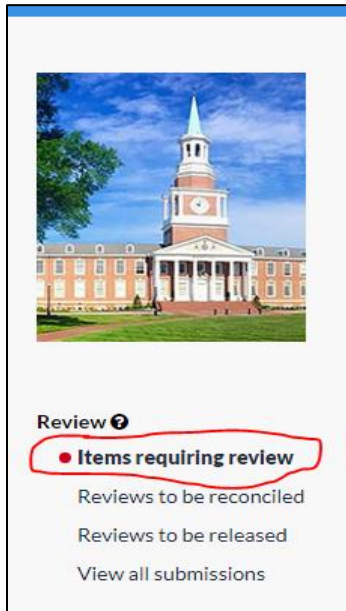 Review ?
Items requiring review
Reviews to be reconciled
Reviews to be released
View all submissions